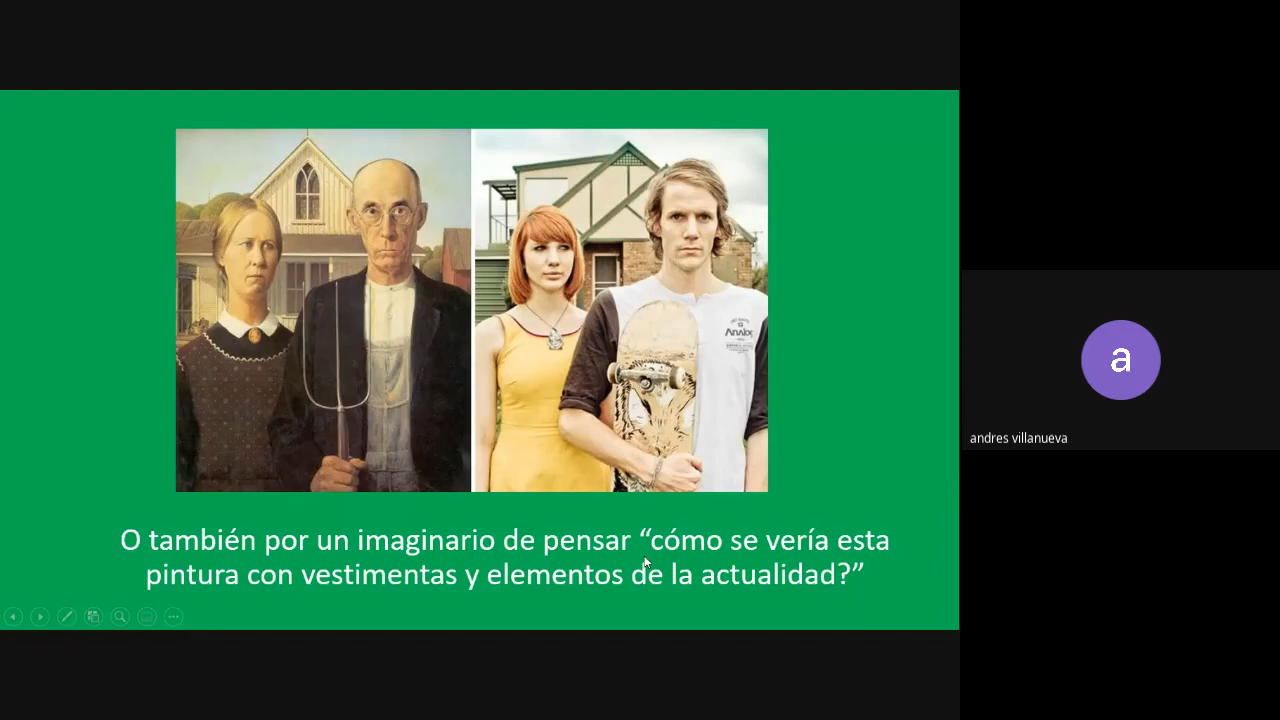 Analog
O también por un imaginario de pensar “cómo se vería esta
pintura con vestimentas y elementos de la actualidad?”
a
andres villanueva